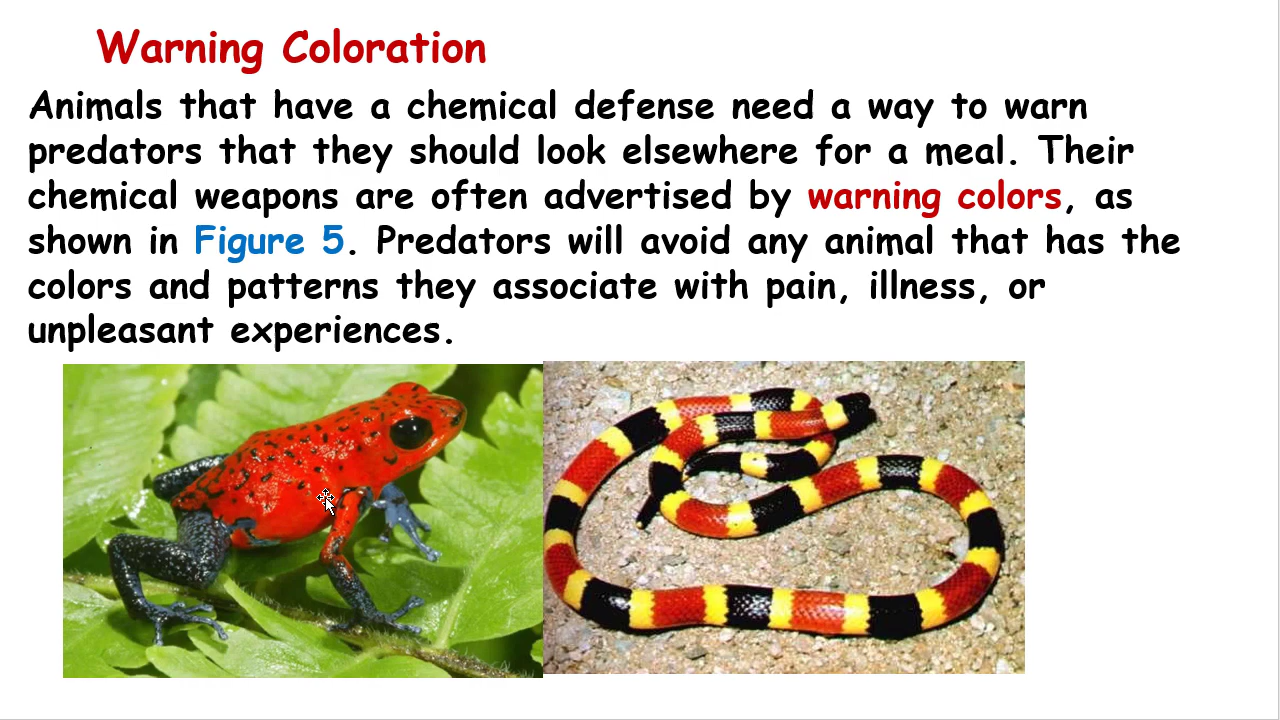 Warning Coloration
Animals that have a chemical defense need a way to warn
predators that they should look elsewhere for a meal. Their
chemical weapons are often advertised by warning colors, as
shown in Figure 5. Predators will avoid any animal that has the
colors and patterns they associate with pain, illness, or
unpleasant experiences.